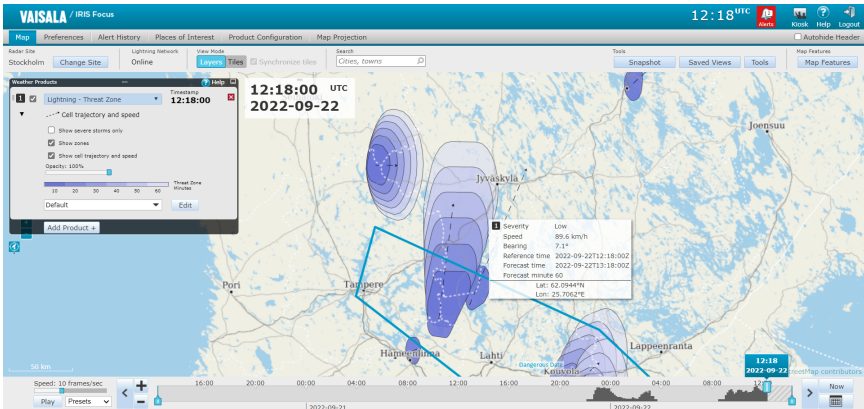 VAISALA / IRIS Focus
12:18 UTC
Alerts
Kiosk Help Logout
Map Preferences Alert History Places of Interest Product Configuration Map Projection
Autohide Header
Radar Site Lightning Network View Mode Search Tools Map Features
Stockholm Change Site Online Layers Tiles Synchronize tiles Cities, towns Snapshot Saved Views Tools Map Features
Weather Products Help
1 Lightning - Threat Zone
Timestamp
12:18:00
Cell trajectory and speed
Show severe storms only
Show zones
Show cell trajectory and speed
Opacity: 100%
Threat Zone
Minutes
10 20 30 40 50 60
Default Edit
Add Product +
12:18:00 UTC
2022-09-22
Joensuu
Jyväskylä
1 Severity Low
Speed 89.6 km/h
Bearing 7.1°
Reference time 2022-09-22T12:18:00Z
Forecast time 2022-09-22T13:18:00Z
Forecast minute 60
Lat: 62.0944°N
Lon: 25.7062°E
Pori
Tampere
Hämeenlinna
Lahti
Lappeenranta
Kouvola
50 km
12:18
2022-09-22
reetMap contributors
Speed: 10 frames/sec
Play Presets
16:00 20:00 00:00 04:00 08:00 12:00 16:00 20:00 00:00 04:00 08:00
2022-09-21 2022-09-22
Now